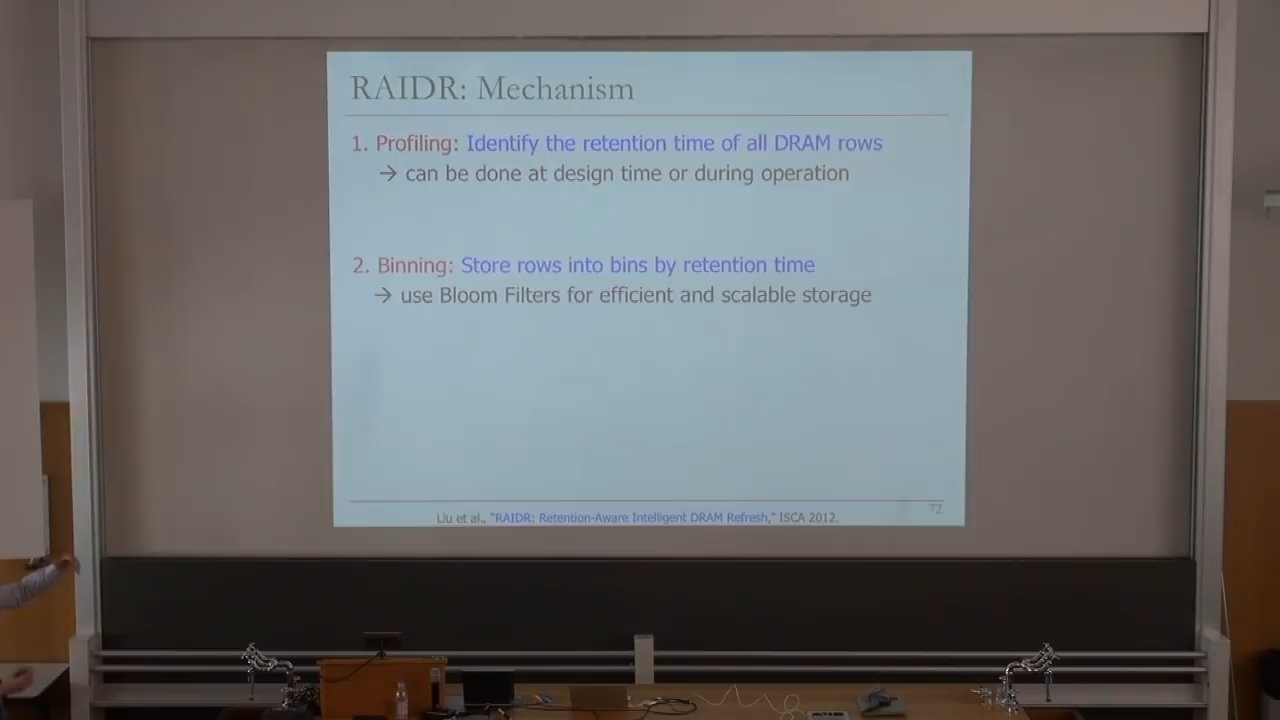 RAIDR: Mechanism
1. Profiling: Identify the retention time of all DRAM rows
→ can be done at design time or during operation
2. Binning: Store rows into bins by retention time
→ use Bloom Filters for efficient and scalable storage
72
Liu et al., "RAIDR: Retention-Aware Intelligent DRAM Refresh," ISCA 2012.